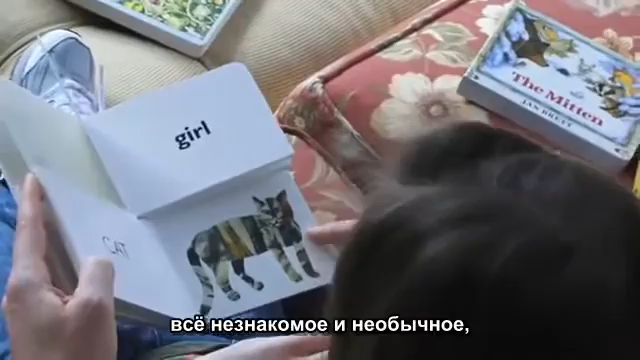 girl
The Mitten
JAN BRETT
CAT
всё незнакомое и необычное,